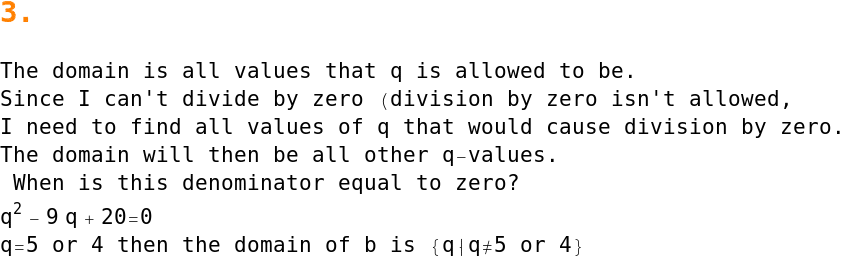 3.
The domain is all values that q is allowed to be.
Since I can't divide by zero (division by zero isn't allowed,
I need to find all values of q that would cause division by zero.
The domain will then be all other q-values.
When is this denominator equal to zero?
q² - 9 q + 20=0
q=5 or 4 then the domain of b is {q|q≠5 or 4}